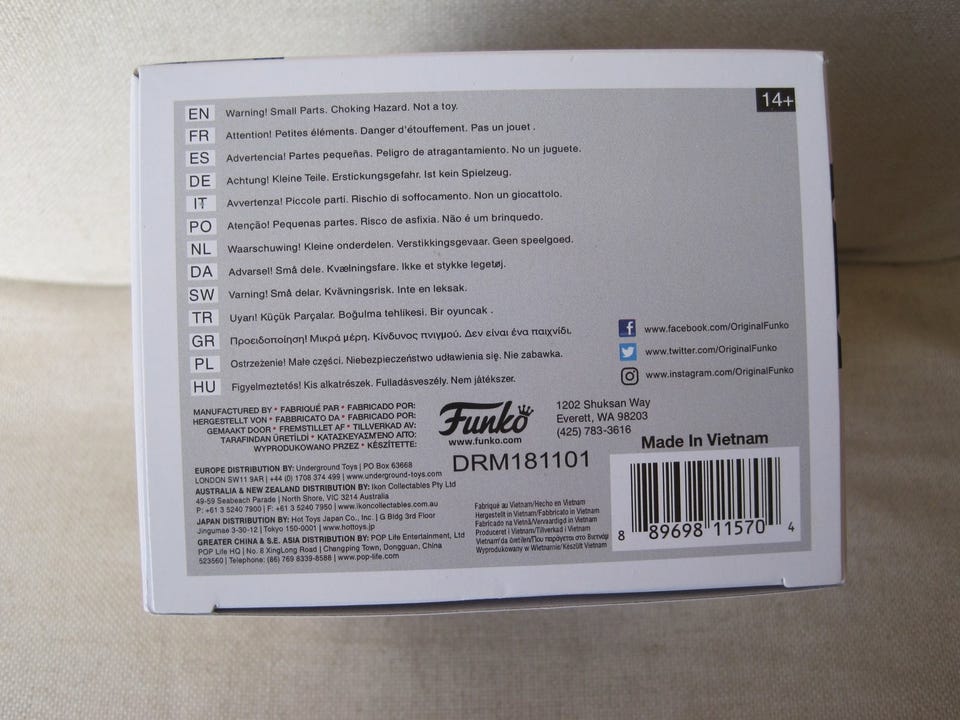 14+
EN Warning! Small Parts. Choking Hazard. Not a toy.
FR Attention! Petites éléments. Danger d'étouffement. Pas un jouet .
ES Advertencia! Partes pequeñas. Peligro de atragantamiento. No un juguete.
DE Achtung! Kleine Teile. Erstickungsgefahr. Ist kein Spielzeug.
IT Avvertenza! Piccole parti. Rischio di soffocamento. Non un giocattolo.
PO Atenção! Pequenas partes. Risco de asfixia. Não é um brinquedo.
NL Waarschuwing! Kleine onderdelen. Verstikkingsgevaar. Geen speelgoed.
DA Advarsel! Små dele. Kvælningsfare. Ikke et stykke legetøj.
SW Varning! Små delar. Kvävningsrisk. Inte en leksak.
TR Uyarı! Küçük Parçalar. Boğulma tehlikesi. Bir oyuncak .
GR Προειδοποίηση! Μικρά μέρη. Κίνδυνος πνιγμού. Δεν είναι ένα παιχνίδι.
PL Ostrzeżenie! Małe części. Niebezpieczeństwo udławienia się. Nie zabawka.
HU Figyelmeztetés! Kis alkatrészek. Fulladásveszély. Nem játékszer.
www.facebook.com/OriginalFunko
www.twitter.com/OriginalFunko
www.instagram.com/OriginalFunko
MANUFACTURED BY • FABRIQUÉ PAR • FABRICADO POR:
HERGESTELLT VON • FABBRICATO DA • FABRICADO POR:
GEMAAKT DOOR • FREMSTILLET AF • TILLVERKAD AV:
TARAFINDAN ÜRETİLDİ • ΚΑΤΑΣΚΕΥΑΣΜΈΝΟ ΑΠΌ:
WYPRODUKOWANO PRZEZ • KÉSZÍTETTE:
Funko
www.funko.com
1202 Shuksan Way
Everett, WA 98203
(425) 783-3616
DRM181101
Made In Vietnam
EUROPE DISTRIBUTION BY: Underground Toys | PO Box 63668
LONDON SW11 9AR | +44 (0) 1708 374 499 | www.underground-toys.com
AUSTRALIA & NEW ZEALAND DISTRIBUTION BY: Ikon Collectables Pty Ltd
49-59 Seabeach Parade | North Shore, VIC 3214 Australia
P: +61 3 5240 7900 | F: +61 3 5240 7950 | www.ikoncollectables.com.au
JAPAN DISTRIBUTION BY: Hot Toys Japan Co., Inc. | G Bldg 3rd Floor
Jingumae 3-30-12 | Tokyo 150-0001 | www.hottoys.jp
GREATER CHINA & S.E. ASIA DISTRIBUTION BY: POP Life Entertainment, Ltd
POP Life HQ | No. 8 XingLong Road | Changping Town, Dongguan, China
523560 | Telephone: (86) 769 8339-8588 | www.pop-life.com
Fabriqué au Vietnam/Hecho en Vietnam
Hergestellt in Vietnam/Fabbricato in Vietnam
Fabricado na Vietnã/Vervaardigd in Vietnam
Produceret i Vietnam/Tillverkad i Vietnam
Vietnam'da üretilen/Που παράγεται στο Βιετνάμ
Wyprodukowany w Wietnamie/Készült Vietnam
8 89698 11570 4